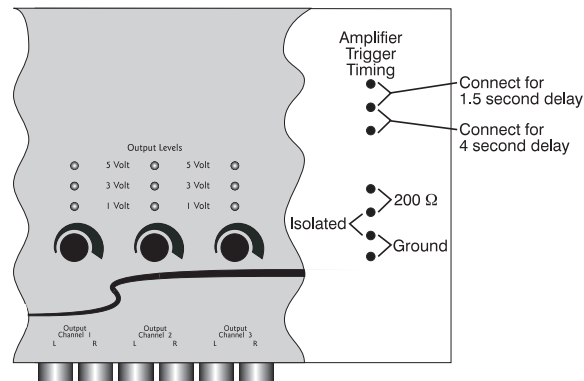 Amplifier
Trigger
Timing
Connect for
1.5 second delay
Connect for
4 second delay
Output Levels
5 Volt 5 Volt
3 Volt 3 Volt
1 Volt 1 Volt
200 Ω
Isolated
Ground
Output Channel 1
L R
Output Channel 2
L R
Output Channel 3
L R